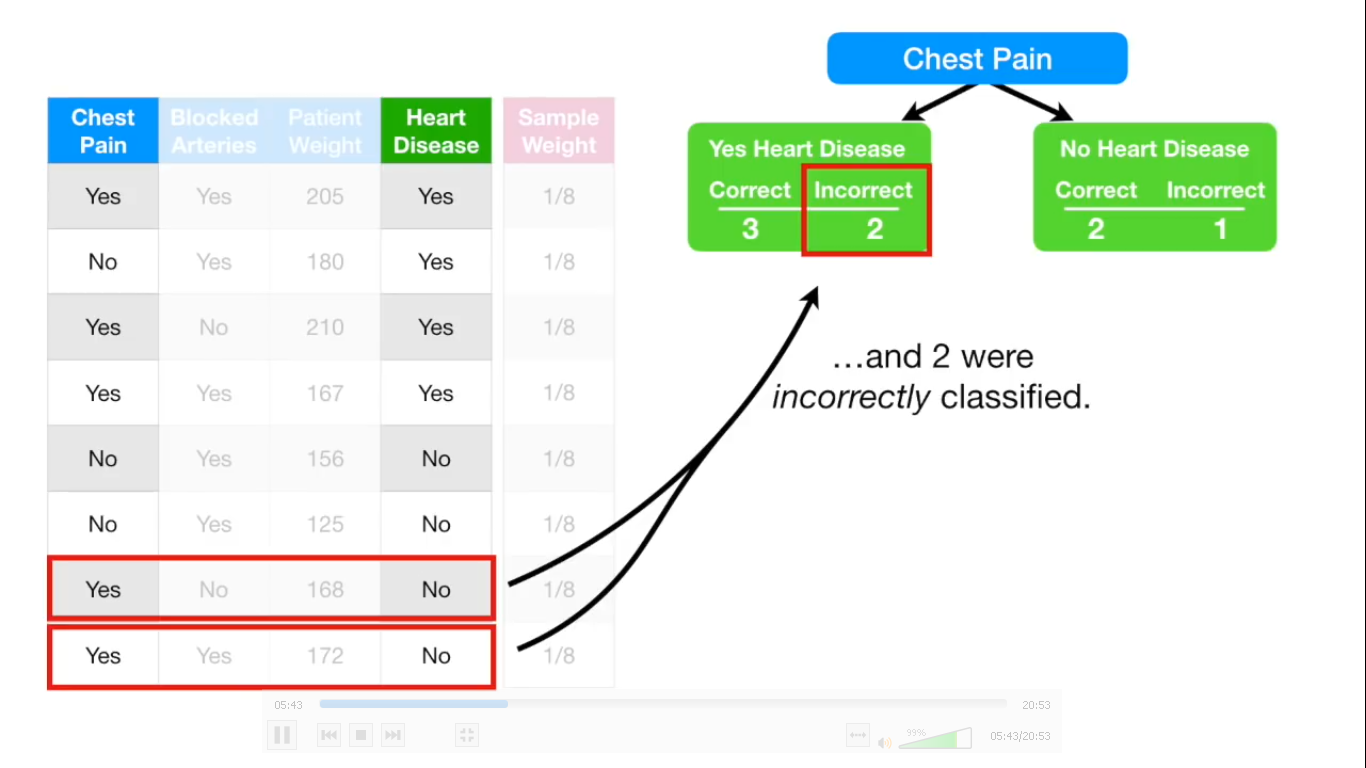 Chest Pain
Chest Pain
Blocked Arteries
Patient Weight
Heart Disease
Sample Weight
Yes Yes 205 Yes 1/8
No Yes 180 Yes 1/8
Yes No 210 Yes 1/8
Yes Yes 167 Yes 1/8
No Yes 156 No 1/8
No Yes 125 No 1/8
Yes No 168 No 1/8
Yes Yes 172 No 1/8
Yes Heart Disease
Correct Incorrect
3 2
No Heart Disease
Correct Incorrect
2 1
...and 2 were
incorrectly classified.
05:43 20:53
99% 05:43/20:53